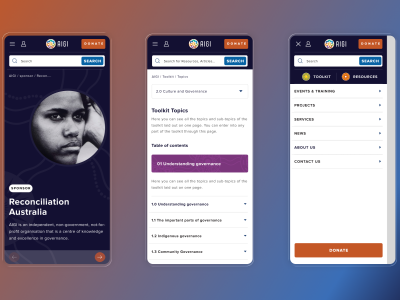 AIGI
DONATE
Search
SEARCH
AIGI / sponsor / Recon...
SPONSOR
Reconciliation
Australia
AIGI is an independent, non-government, not-for
profit organisation that is a centre of knowledge
and excellence in governance.
AIGI
DONATE
Search for Resources, Articles...
SEARCH
AIGI / Toolkit / Topics
2.0 Culture and Governance
Toolkit Topics
Here you can see all the topics and sub topics of the
toolkit laid out on one page. You can enter into any
part of the toolkit through this page.
Table of contents
01 Understanding governance
Here you can see all the topics and sub topics of the
toolkit laid out on one page.
1.0 Understanding governance
1.1 The important parts of governance
1.2 Indigenous governance
1.3 Community Governance
AIGI
DONATE
Search
SEARCH
TOOLKIT
RESOURCES
EVENTS & TRAINING
PROJECTS
SERVICES
NEWS
ABOUT US
CONTACT US
DONATE